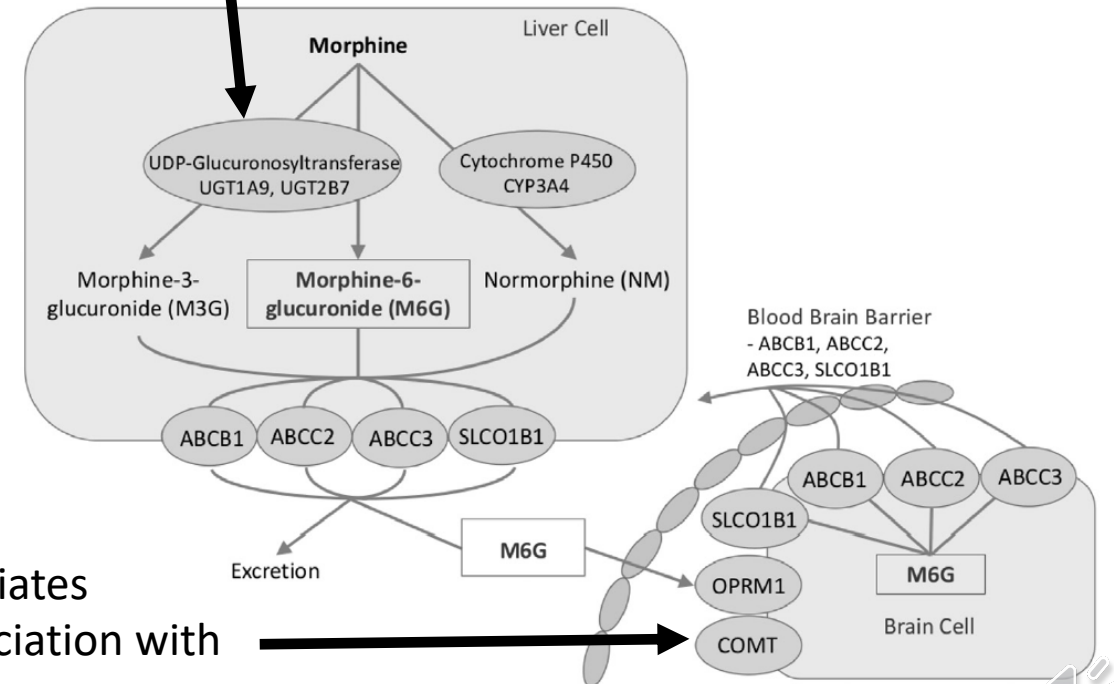 Liver Cell
Morphine
UDP-Glucuronosyltransferase
UGT1A9, UGT2B7
Cytochrome P450
CYP3A4
Morphine-3-
glucuronide (M3G)
Morphine-6-
glucuronide (M6G)
Normorphine (NM)
Blood Brain Barrier
- ABCB1, ABCC2,
ABCC3, SLCO1B1
ABCB1
ABCC2
ABCC3
SLCO1B1
ABCB1
ABCC2
ABCC3
SLCO1B1
M6G
Excretion
OPRM1
M6G
Brain Cell
COMT
ciation with